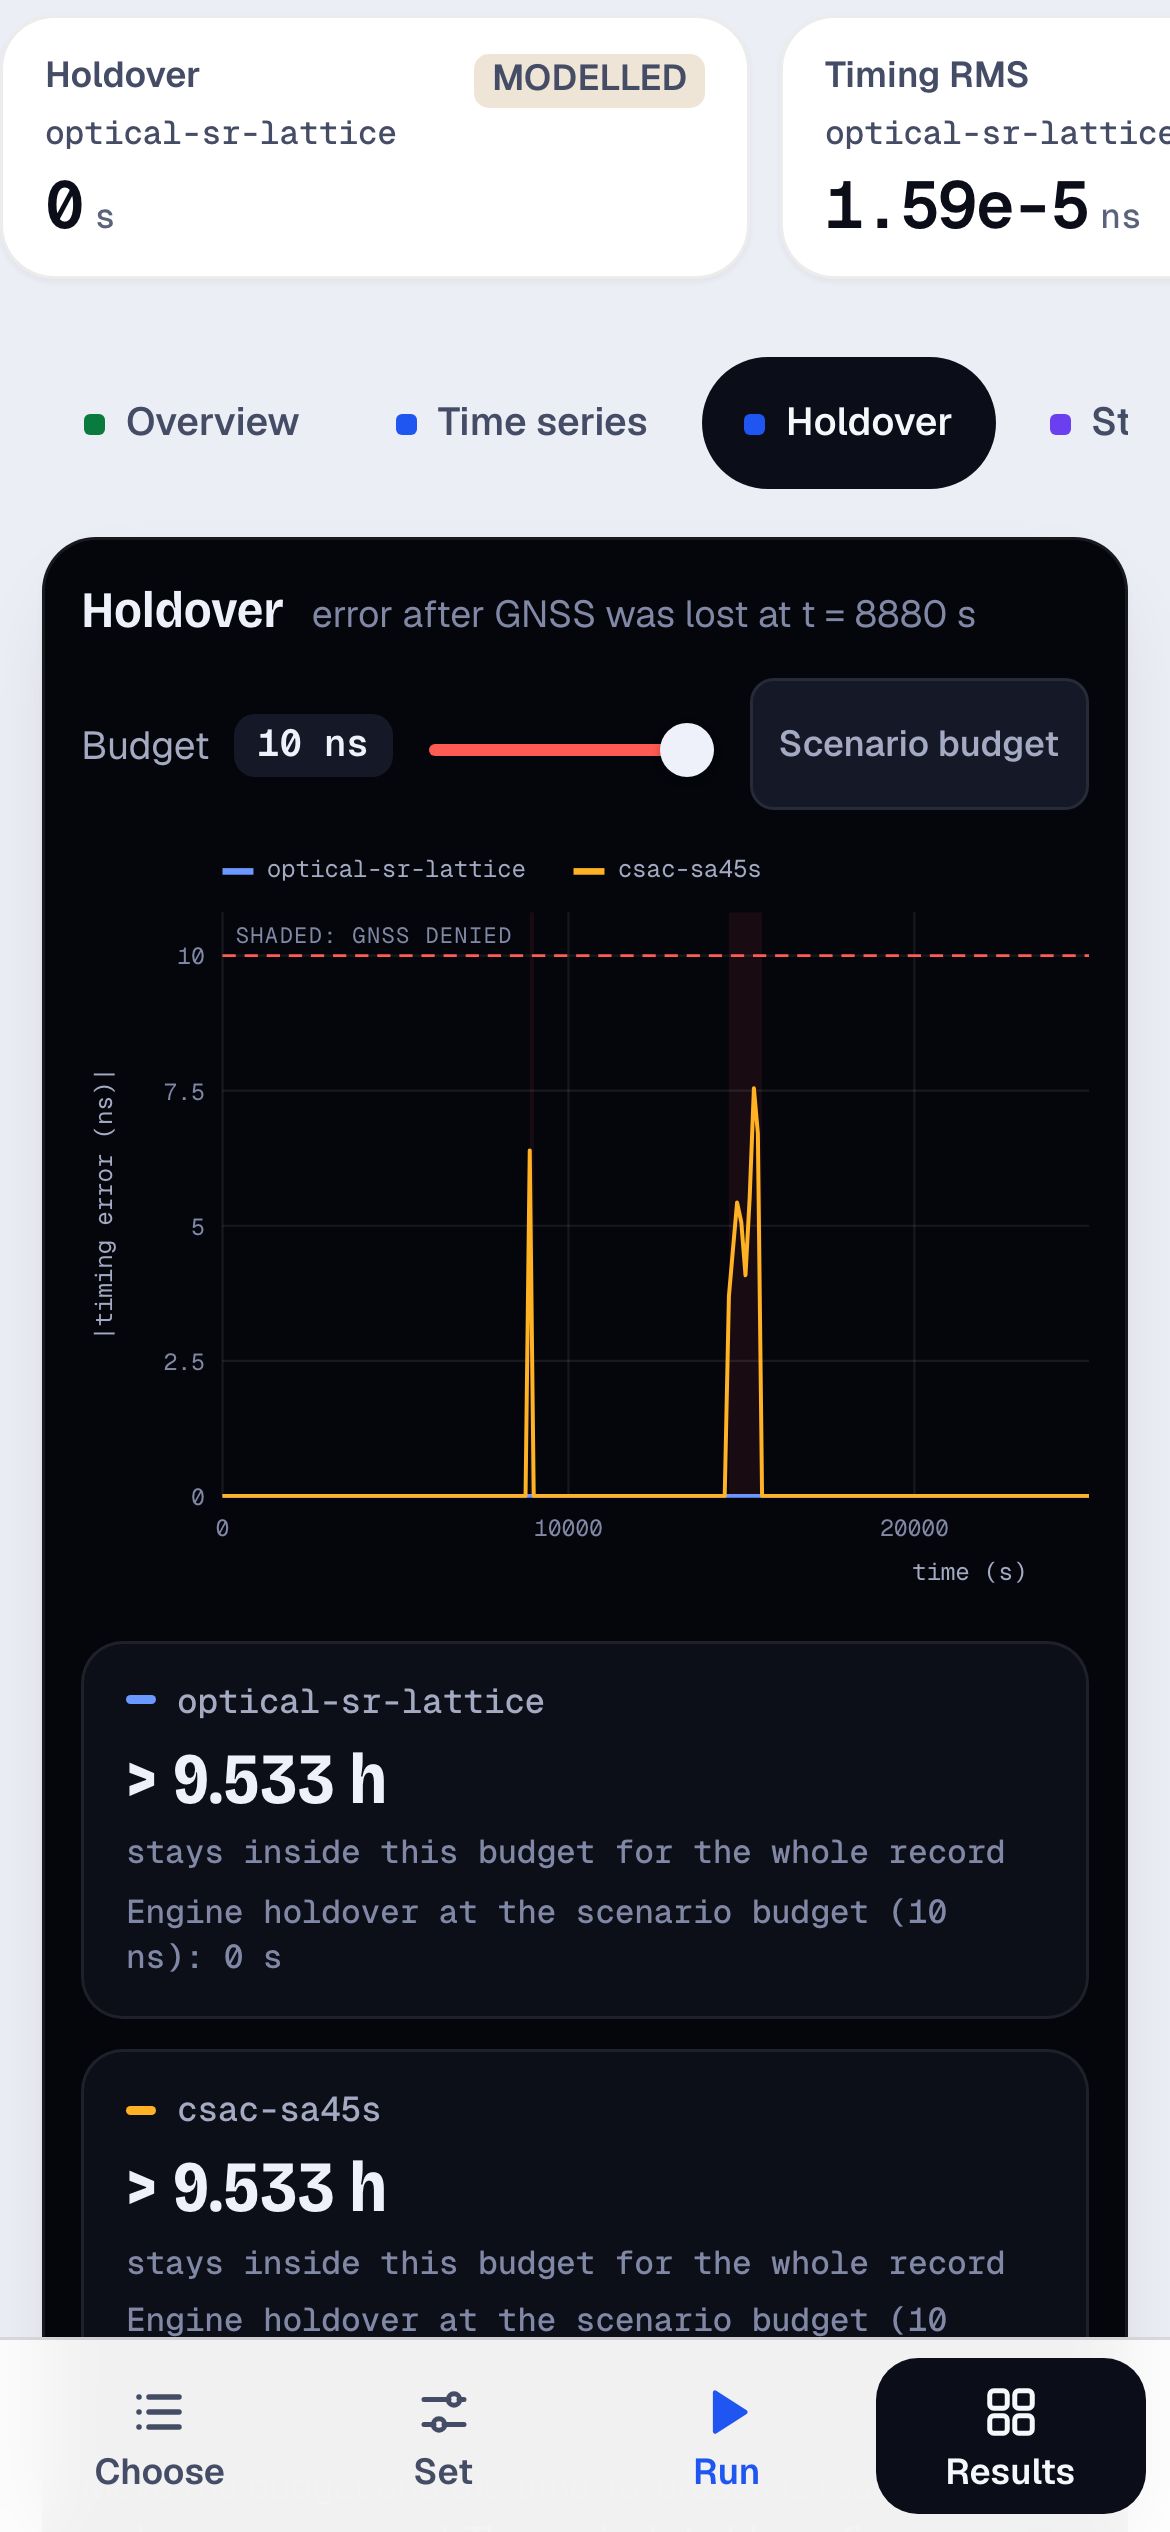 Holdover
MODELLED
optical-sr-lattice
0 s
Timing RMS
optical-sr-lattice
1.59e-5 ns
Overview
Time series
Holdover
St
Holdover error after GNSS was lost at t = 8880 s
Budget 10 ns
Scenario budget
optical-sr-lattice csac-sa45s
SHADED: GNSS DENIED
10
7.5
5
2.5
0
|timing error (ns)|
0 10000 20000
time (s)
optical-sr-lattice
> 9.533 h
stays inside this budget for the whole record
Engine holdover at the scenario budget (10
ns): 0 s
csac-sa45s
> 9.533 h
stays inside this budget for the whole record
Engine holdover at the scenario budget (10
Choose
Set
Run
Results